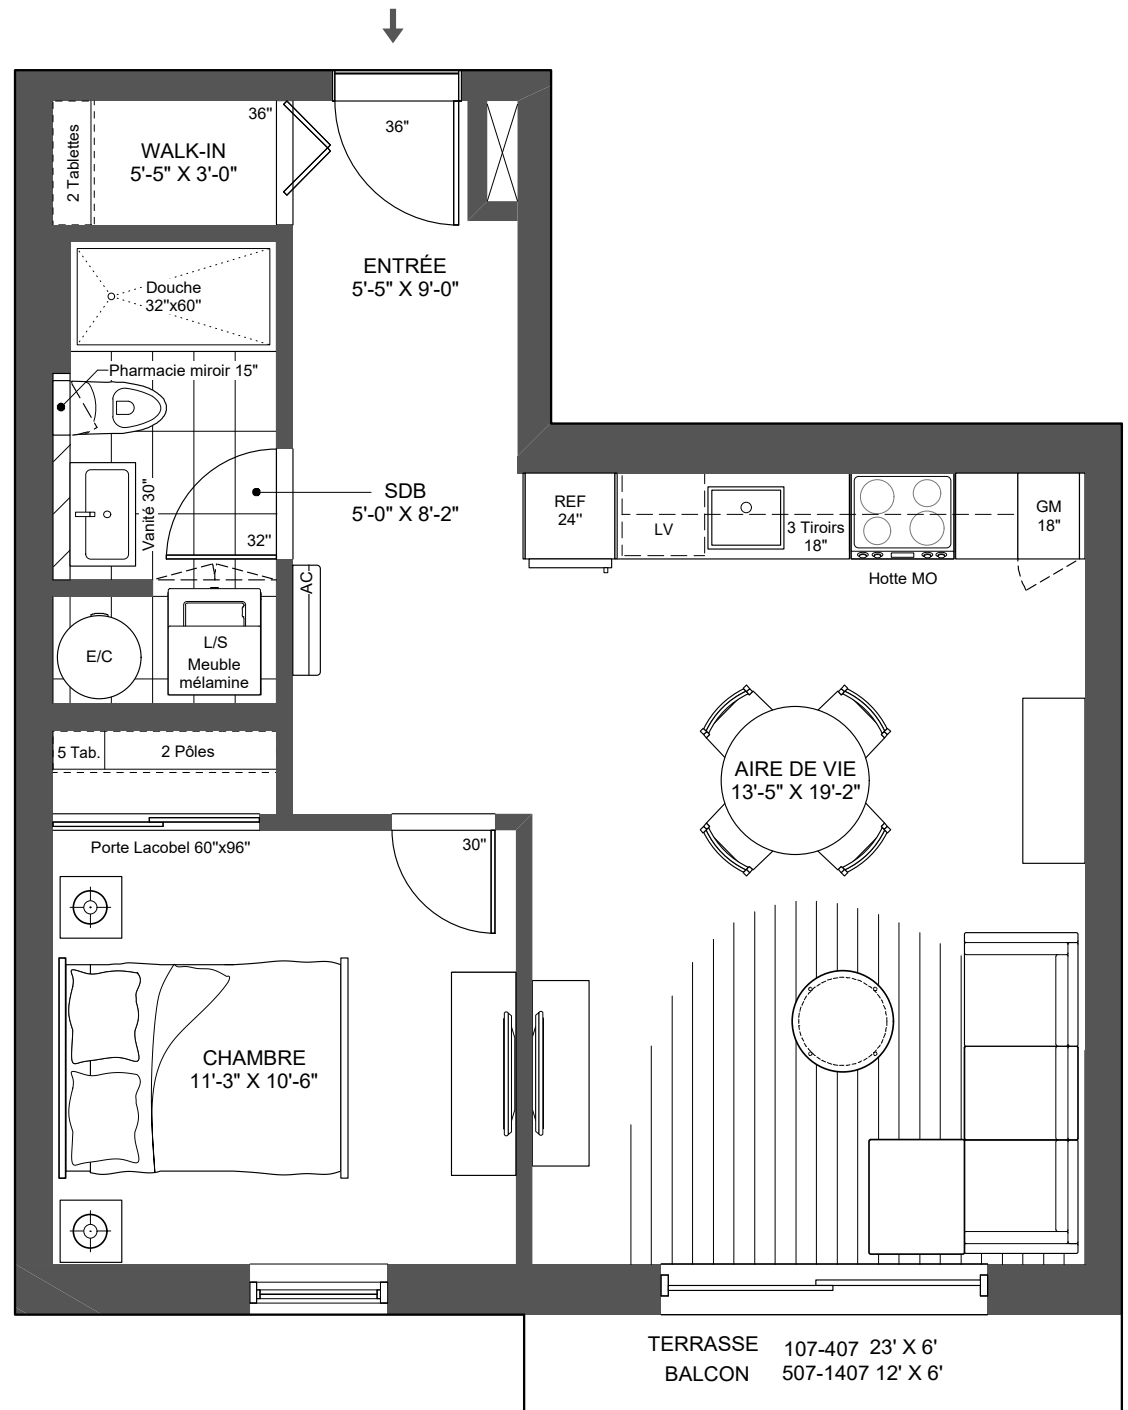 36"
36"
2 Tablettes
WALK-IN
5'-5" X 3'-0"
ENTRÉE
5'-5" X 9'-0"
Douche
32"x60"
Pharmacie miroir 15"
Vanité 30"
32"
SDB
5'-0" X 8'-2"
REF
24"
LV
3 Tiroirs
18"
GM
18"
Hotte MO
AC
E/C
L/S
Meuble
mélamine
5 Tab.
2 Pôles
AIRE DE VIE
13'-5" X 19'-2"
Porte Lacobel 60"x96"
30"
CHAMBRE
11'-3" X 10'-6"
TERRASSE 107-407 23' X 6'
BALCON 507-1407 12' X 6'